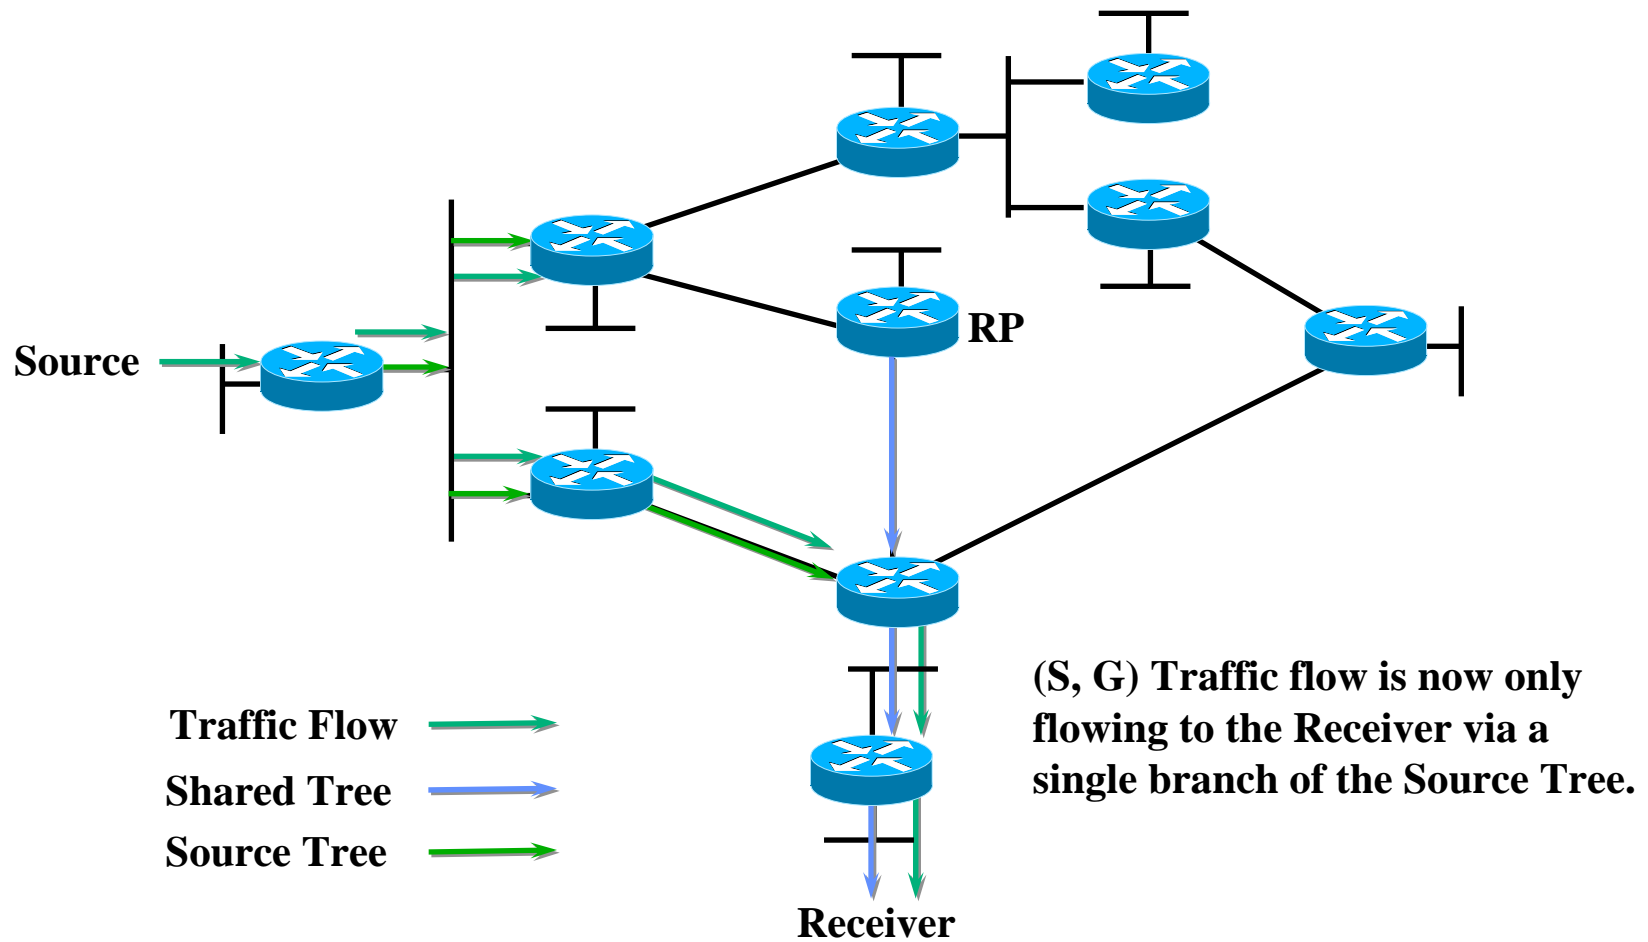 RP
Source
(S, G) Traffic flow is now only
flowing to the Receiver via a
single branch of the Source Tree.
Traffic Flow
Shared Tree
Source Tree
Receiver